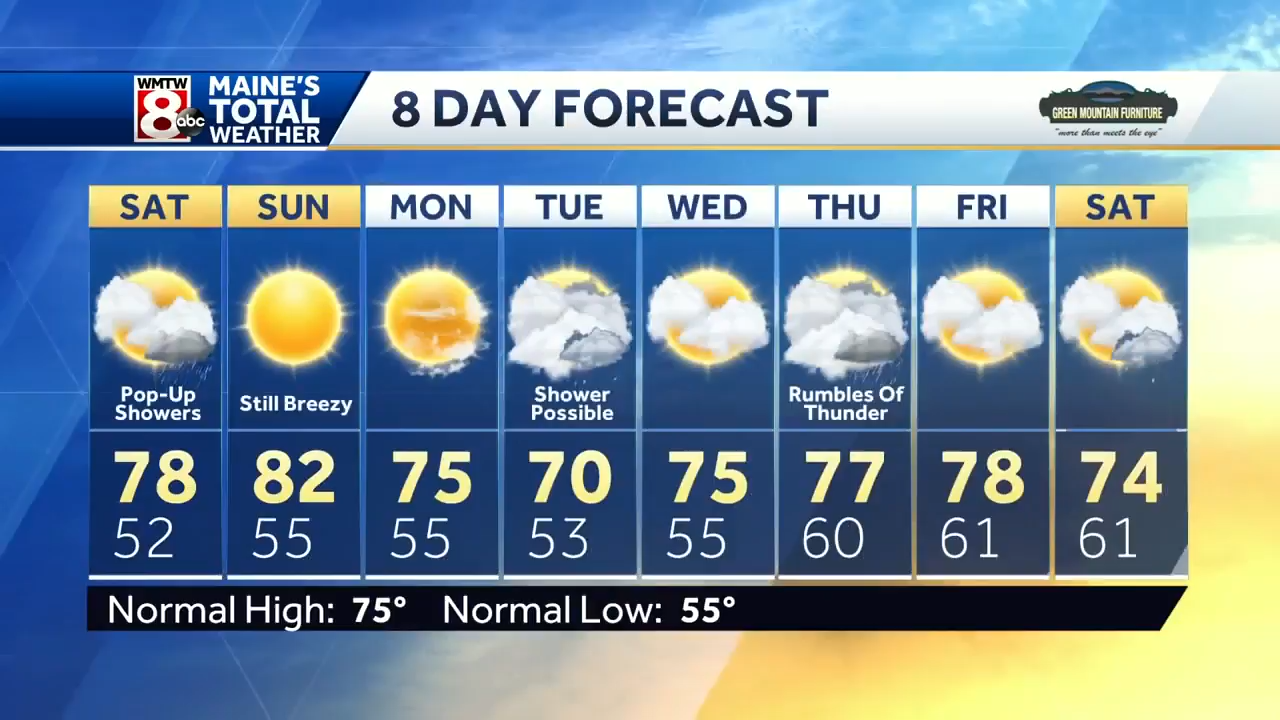 WMTW
8
abc
MAINE'S
TOTAL
WEATHER
8 DAY FORECAST
GREEN MOUNTAIN FURNITURE
"more than meets the eye"
SAT SUN MON TUE WED THU FRI SAT
Pop-Up
Showers
Still Breezy
Shower
Possible
Rumbles Of
Thunder
78 82 75 70 75 77 78 74
52 55 55 53 55 60 61 61
Normal High: 75° Normal Low: 55°